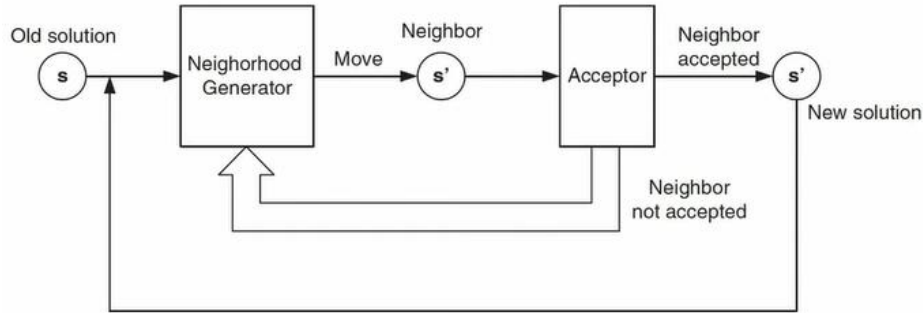 Old solution
s
Neighorhood
Generator
Move
Neighbor
s'
Acceptor
Neighbor
accepted
s'
New solution
Neighbor
not accepted